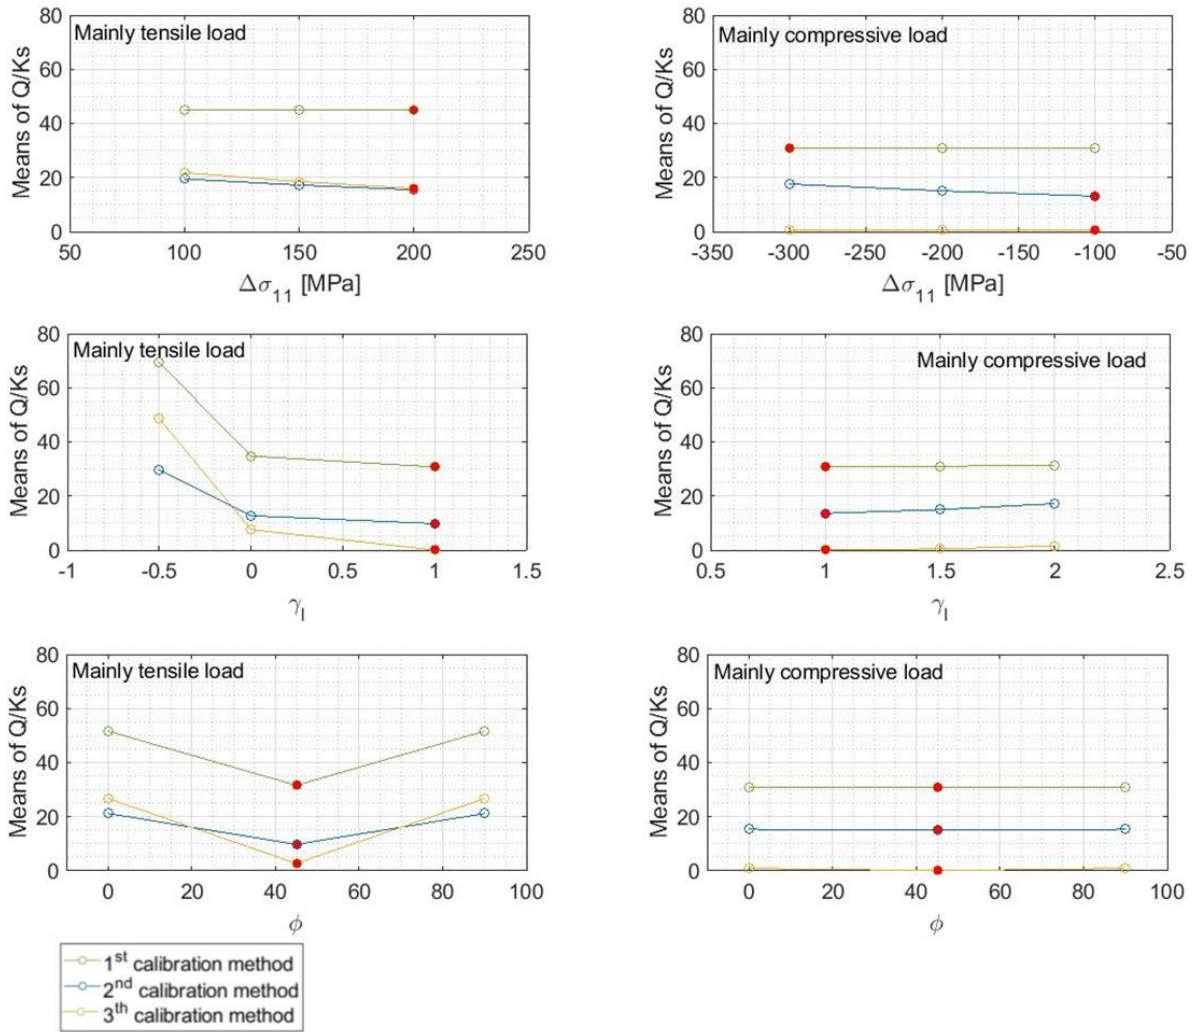 Mainly tensile load
Means of Q/Ks
80
60
40
20
0
50 100 150 200 250
Δσ₁₁ [MPa]
Mainly compressive load
Means of Q/Ks
80
60
40
20
0
-350 -300 -250 -200 -150 -100 -50
Δσ₁₁ [MPa]
Mainly tensile load
Means of Q/Ks
80
60
40
20
0
-1 -0.5 0 0.5 1 1.5
γ_I
Mainly compressive load
Means of Q/Ks
80
60
40
20
0
0.5 1 1.5 2 2.5
γ_I
Mainly tensile load
Means of Q/Ks
80
60
40
20
0
0 20 40 60 80 100
ϕ
Mainly compressive load
Means of Q/Ks
80
60
40
20
0
0 20 40 60 80 100
ϕ
1st calibration method
2nd calibration method
3th calibration method